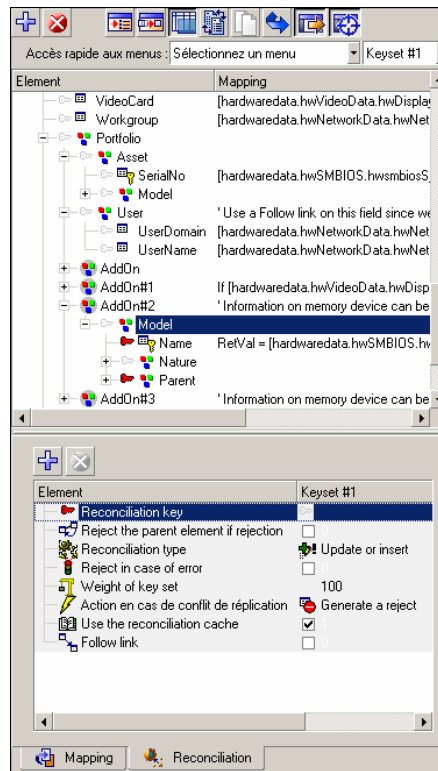 Accès rapide aux menus : Sélectionnez un menu Keyset #1
Element Mapping
VideoCard [hardwaredata.hwVideoData.hwDisplay
Workgroup [hardwaredata.hwNetworkData.hwNet
Portfolio
Asset
SerialNo [hardwaredata.hwSMBIOS.hwsmbiosS_
Model
User ' Use a Follow link on this field since we
UserDomain [hardwaredata.hwNetworkData.hwNet
UserName [hardwaredata.hwNetworkData.hwNet
AddOn
AddOn#1 If [hardwaredata.hwVideoData.hwDisp
AddOn#2 ' Information on memory device can be
Model
Name RetVal = [hardwaredata.hwSMBIOS.hw
Nature
Parent
AddOn#3 ' Information on memory device can be
Element Keyset #1
Reconciliation key
Reject the parent element if rejection
Reconciliation type Update or insert
Reject in case of error
Weight of key set 100
Action en cas de conflit de réplication Generate a reject
Use the reconciliation cache
Follow link
Mapping Reconciliation